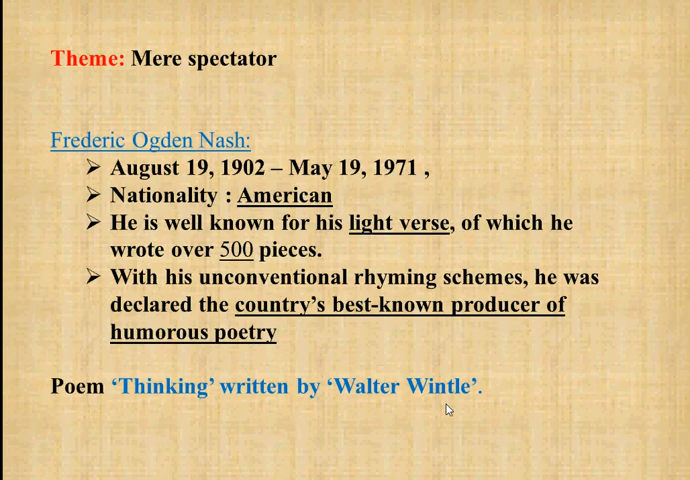 Theme: Mere spectator
Frederic Ogden Nash:
➢ August 19, 1902 – May 19, 1971 ,
➢ Nationality : American
➢ He is well known for his light verse, of which he
wrote over 500 pieces.
➢ With his unconventional rhyming schemes, he was
declared the country's best-known producer of
humorous poetry
Poem ‘Thinking’ written by ‘Walter Wintle’.